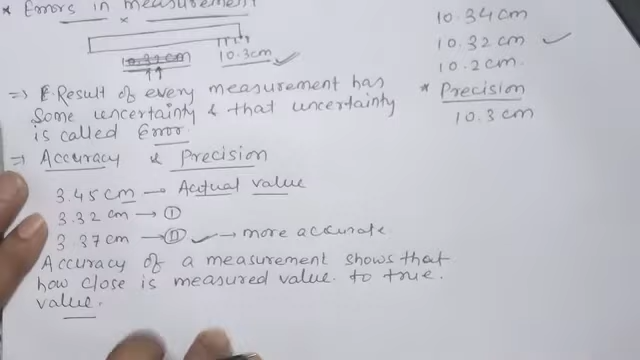 * Errors in measurement
10.3cm
⇒ Result of every measurement has
some uncertainty & that uncertainty
is called Error.
⇒ Accuracy & Precision
3.45 cm — Actual value
3.32 cm → I
3.37 cm → II → more accurate
Accuracy of a measurement shows that
how close is measured value to true
value.
10.34 cm
10.32 cm
10.2 cm.
* Precision
10.3 cm